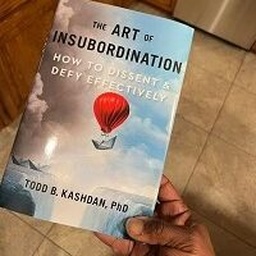 THE ART OF
INSUBORDINATION
HOW TO DISSENT &
DEFY EFFECTIVELY
TODD B. KASHDAN, PHD